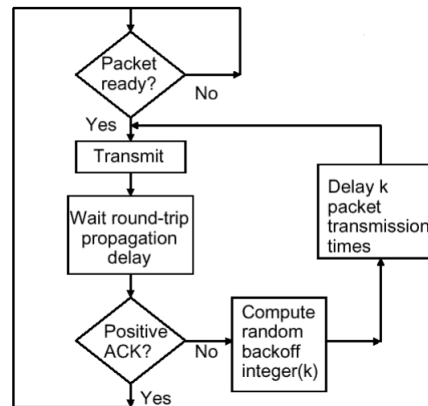 Packet
ready?
No
Yes
Transmit
Wait round-trip
propagation
delay
Positive
ACK?
No
Yes
Compute
random
backoff
integer(k)
Delay k
packet
transmission
times